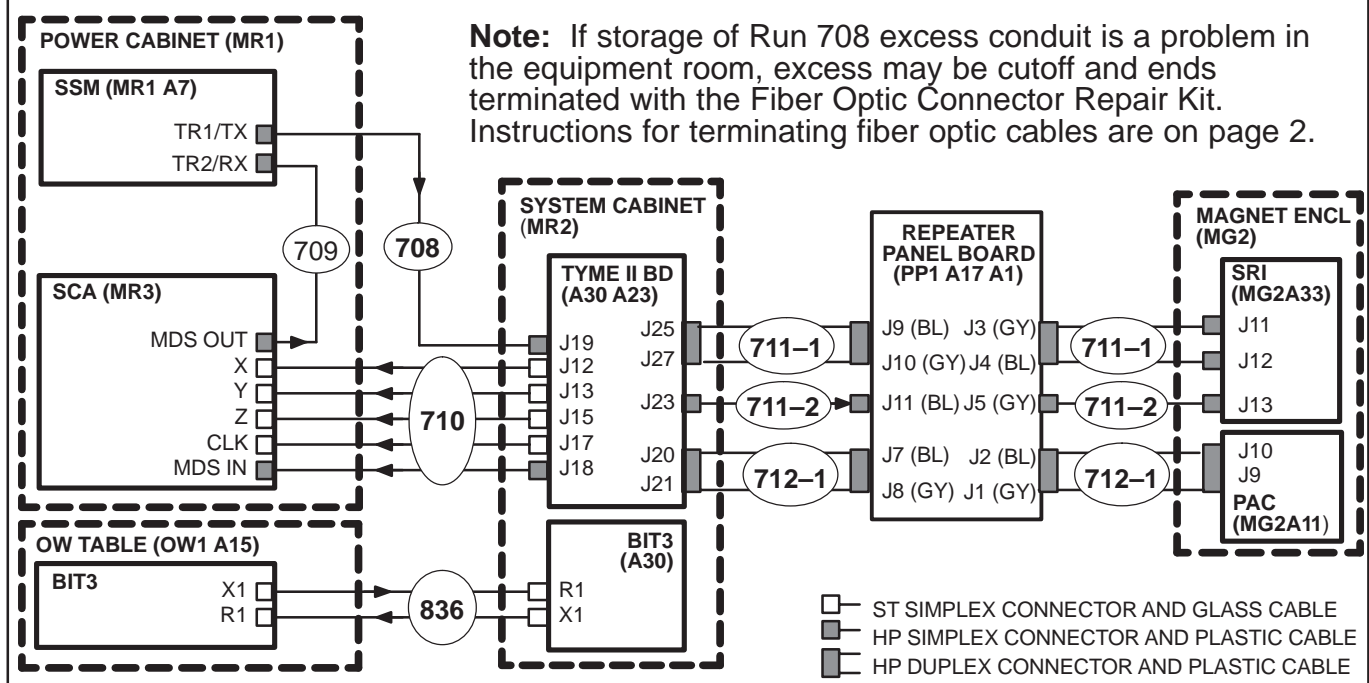 POWER CABINET (MR1)
Note: If storage of Run 708 excess conduit is a problem in
the equipment room, excess may be cutoff and ends
terminated with the Fiber Optic Connector Repair Kit.
Instructions for terminating fiber optic cables are on page 2.
SSM (MR1 A7)
TR1/TX
TR2/RX
709
708
SCA (MR3)
MDS OUT
X
Y
Z
CLK
MDS IN
710
SYSTEM CABINET
(MR2)
TYME II BD
(A30 A23)
J19
J12
J13
J15
J17
J18
J25
J27
J23
J20
J21
711–1
711–2
712–1
REPEATER
PANEL BOARD
(PP1 A17 A1)
J9 (BL) J3 (GY)
J10 (GY) J4 (BL)
J11 (BL) J5 (GY)
J7 (BL) J2 (BL)
J8 (GY) J1 (GY)
711–1
711–2
712–1
MAGNET ENCL
(MG2)
SRI
(MG2A33)
J11
J12
J13
J10
J9
PAC
(MG2A11)
OW TABLE (OW1 A15)
BIT3
X1
R1
836
BIT3
(A30)
R1
X1
ST SIMPLEX CONNECTOR AND GLASS CABLE
HP SIMPLEX CONNECTOR AND PLASTIC CABLE
HP DUPLEX CONNECTOR AND PLASTIC CABLE